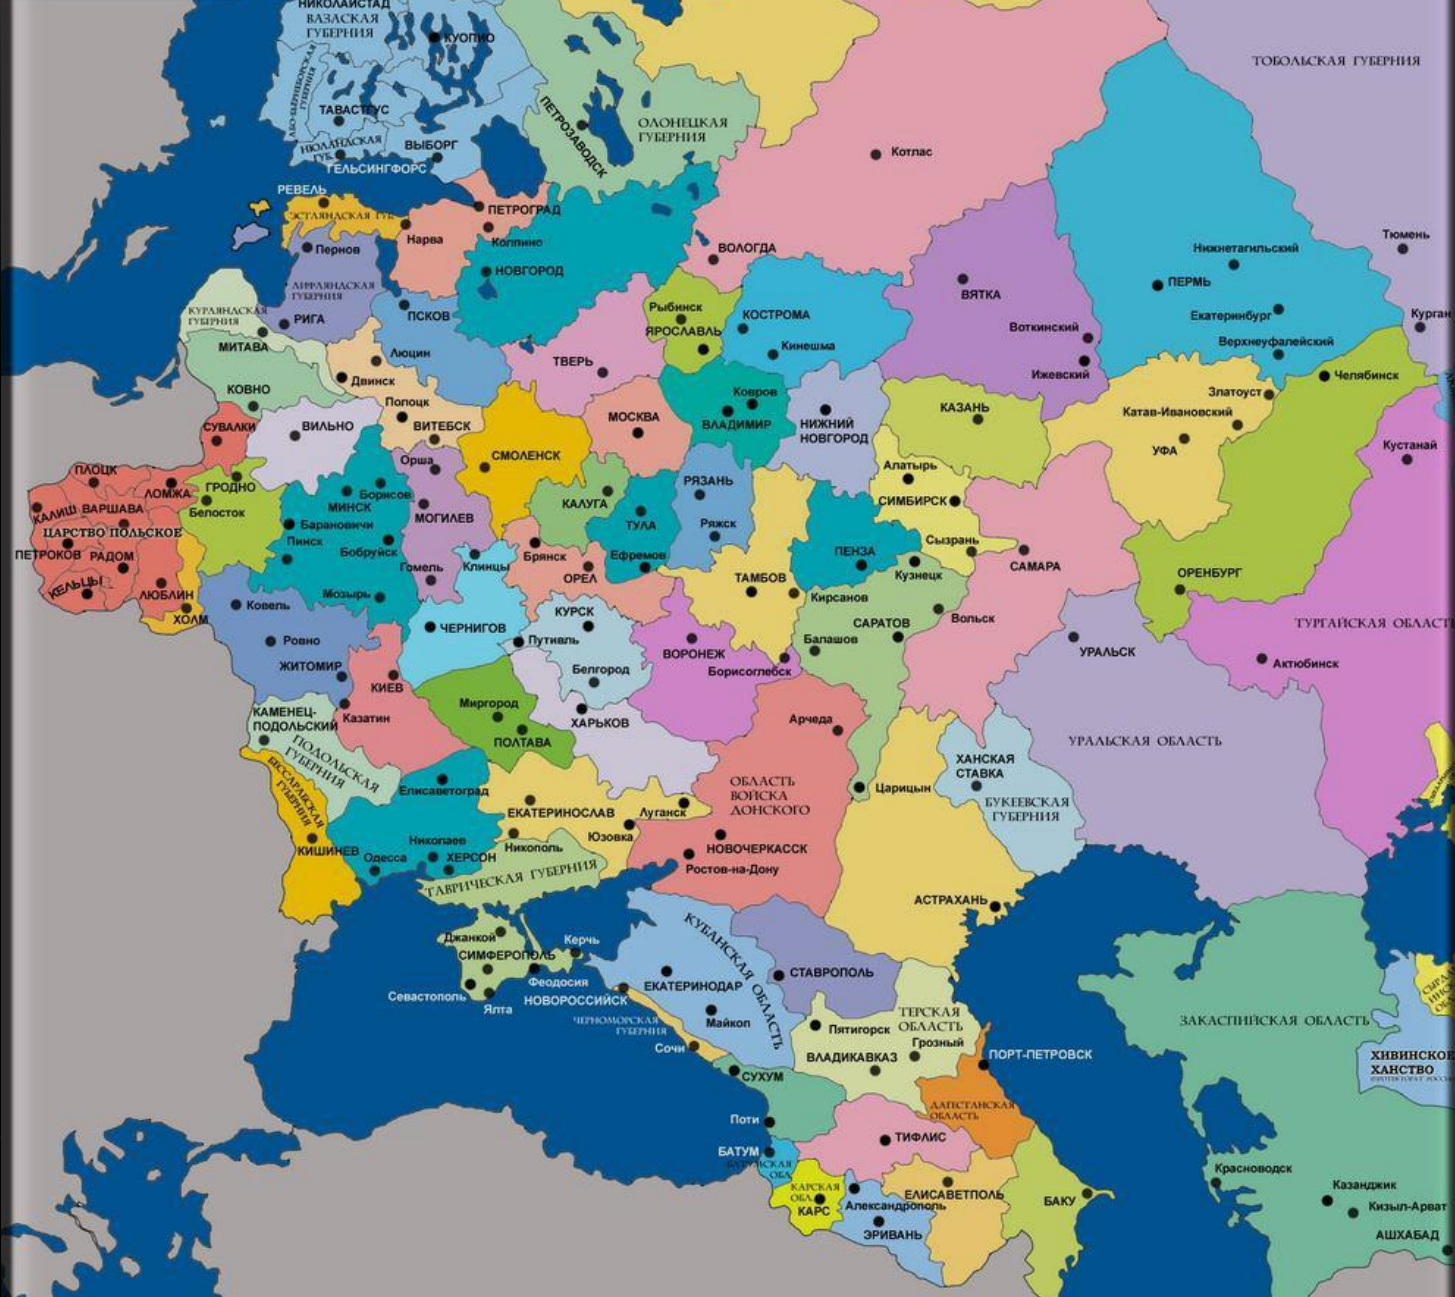 НИКОЛАЙСТАД
ВАЗАСКАЯ
ГУБЕРНИЯ
КУОПИО
АБО-БЬЕРНЕБОРСКАЯ
ГУБЕРНИЯ
ТАВАСТГУС
НЮЛАНДСКАЯ
ГУБ.
ВЫБОРГ
ГЕЛЬСИНГФОРС
ПЕТРОЗАВОДСК
ОЛОНЕЦКАЯ
ГУБЕРНИЯ
ТОБОЛЬСКАЯ ГУБЕРНИЯ
Котлас
РЕВЕЛЬ
ЭСТЛЯНДСКАЯ ГУБ.
ПЕТРОГРАД
Нарва
Колпино
Пернов
НОВГОРОД
ВОЛОГДА
Тюмень
Нижнетагильский
ПЕРМЬ
ВЯТКА
ЛИФЛЯНДСКАЯ
ГУБЕРНИЯ
КУРЛЯНДСКАЯ
ГУБЕРНИЯ
РИГА
ПСКОВ
Рыбинск
ЯРОСЛАВЛЬ
КОСТРОМА
Кинешма
Воткинский
Екатеринбург
Курган
Верхнеуфалейский
МИТАВА
Люцин
Двинск
ТВЕРЬ
Ижевский
Челябинск
КОВНО
Полоцк
ВИТЕБСК
МОСКВА
Ковров
ВЛАДИМИР
НИЖНИЙ
НОВГОРОД
КАЗАНЬ
Златоуст
Катав-Ивановский
УФА
Кустанай
СУВАЛКИ
ВИЛЬНО
Орша
СМОЛЕНСК
Алатырь
СИМБИРСК
ПЛОЦК
ЛОМЖА
ГРОДНО
Белосток
Борисов
МИНСК
МОГИЛЕВ
КАЛУГА
РЯЗАНЬ
КАЛИШ
ВАРШАВА
ЦАРСТВО ПОЛЬСКОЕ
Барановичи
ТУЛА
Ряжск
Сызрань
ПЕТРОКОВ
РАДОМ
Пинск
Бобруйск
Клинцы
Брянск
Ефремов
ПЕНЗА
Кузнецк
САМАРА
ОРЕНБУРГ
КЕЛЬЦЫ
ЛЮБЛИН
Гомель
ОРЕЛ
ТАМБОВ
Кирсанов
Мозырь
ХОЛМ
Ковель
ЧЕРНИГОВ
КУРСК
Вольск
САРАТОВ
ТУРГАЙСКАЯ ОБЛАСТЬ
Ровно
Путивль
ВОРОНЕЖ
Балашов
УРАЛЬСК
Актюбинск
ЖИТОМИР
КИЕВ
Белгород
Борисоглебск
Миргород
КАМЕНЕЦ-
ПОДОЛЬСКИЙ
Казатин
ХАРЬКОВ
Арчеда
ПОЛТАВА
УРАЛЬСКАЯ ОБЛАСТЬ
ПОДОЛЬСКАЯ
ГУБЕРНИЯ
БЕССАРАБСКАЯ
ГУБЕРНИЯ
Елисаветоград
ОБЛАСТЬ
ВОЙСКА
ДОНСКОГО
Царицын
ХАНСКАЯ
СТАВКА
БУКЕЕВСКАЯ
ГУБЕРНИЯ
ЕКАТЕРИНОСЛАВ
Луганск
Юзовка
Никополь
НОВОЧЕРКАССК
Ростов-на-Дону
КИШИНЕВ
Николаев
Одесса
ХЕРСОН
ТАВРИЧЕСКАЯ ГУБЕРНИЯ
АСТРАХАНЬ
Джанкой
СИМФЕРОПОЛЬ
Керчь
Феодосия
Севастополь
Ялта
НОВОРОССИЙСК
КУБАНСКАЯ ОБЛАСТЬ
ЕКАТЕРИНОДАР
Майкоп
СТАВРОПОЛЬ
ЧЕРНОМОРСКАЯ
ГУБЕРНИЯ
Сочи
Пятигорск
ТЕРСКАЯ
ОБЛАСТЬ
Грозный
ВЛАДИКАВКАЗ
ПОРТ-ПЕТРОВСК
ЗАКАСПИЙСКАЯ ОБЛАСТЬ
ХИВИНСКОЕ
ХАНСТВО
СУХУМ
ДАГЕСТАНСКАЯ
ОБЛАСТЬ
Поти
ТИФЛИС
БАТУМ
БАТУМСКАЯ
ОБЛ.
КАРСКАЯ
ОБЛ.
КАРС
Александрополь
ЕЛИСАВЕТПОЛЬ
ЭРИВАНЬ
БАКУ
Красноводск
Казанджик
Кизыл-Арват
АШХАБАД